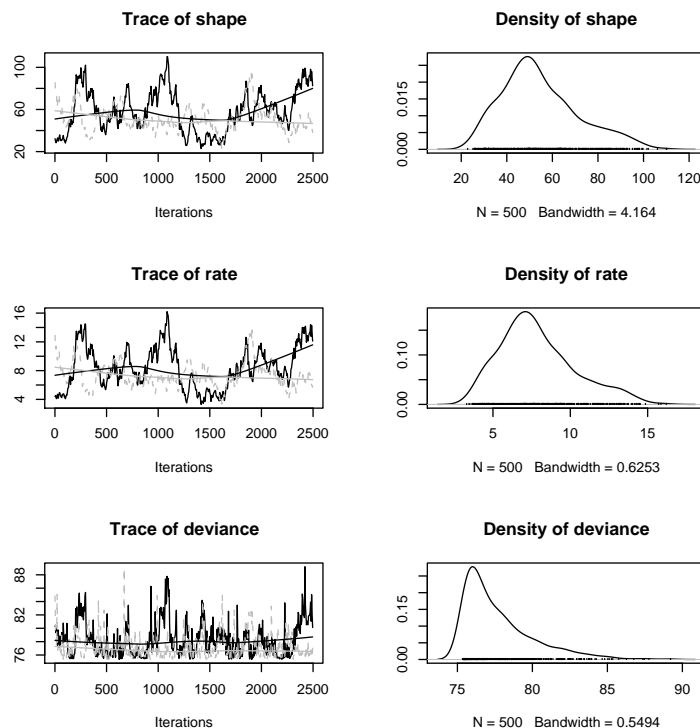 Trace of shape
20 60 100
0 500 1000 1500 2000 2500
Iterations
Density of shape
0.000 0.015
20 40 60 80 100 120
N = 500 Bandwidth = 4.164
Trace of rate
4 8 12 16
0 500 1000 1500 2000 2500
Iterations
Density of rate
0.00 0.10
5 10 15
N = 500 Bandwidth = 0.6253
Trace of deviance
76 82 88
0 500 1000 1500 2000 2500
Iterations
Density of deviance
0.00 0.15
75 80 85 90
N = 500 Bandwidth = 0.5494